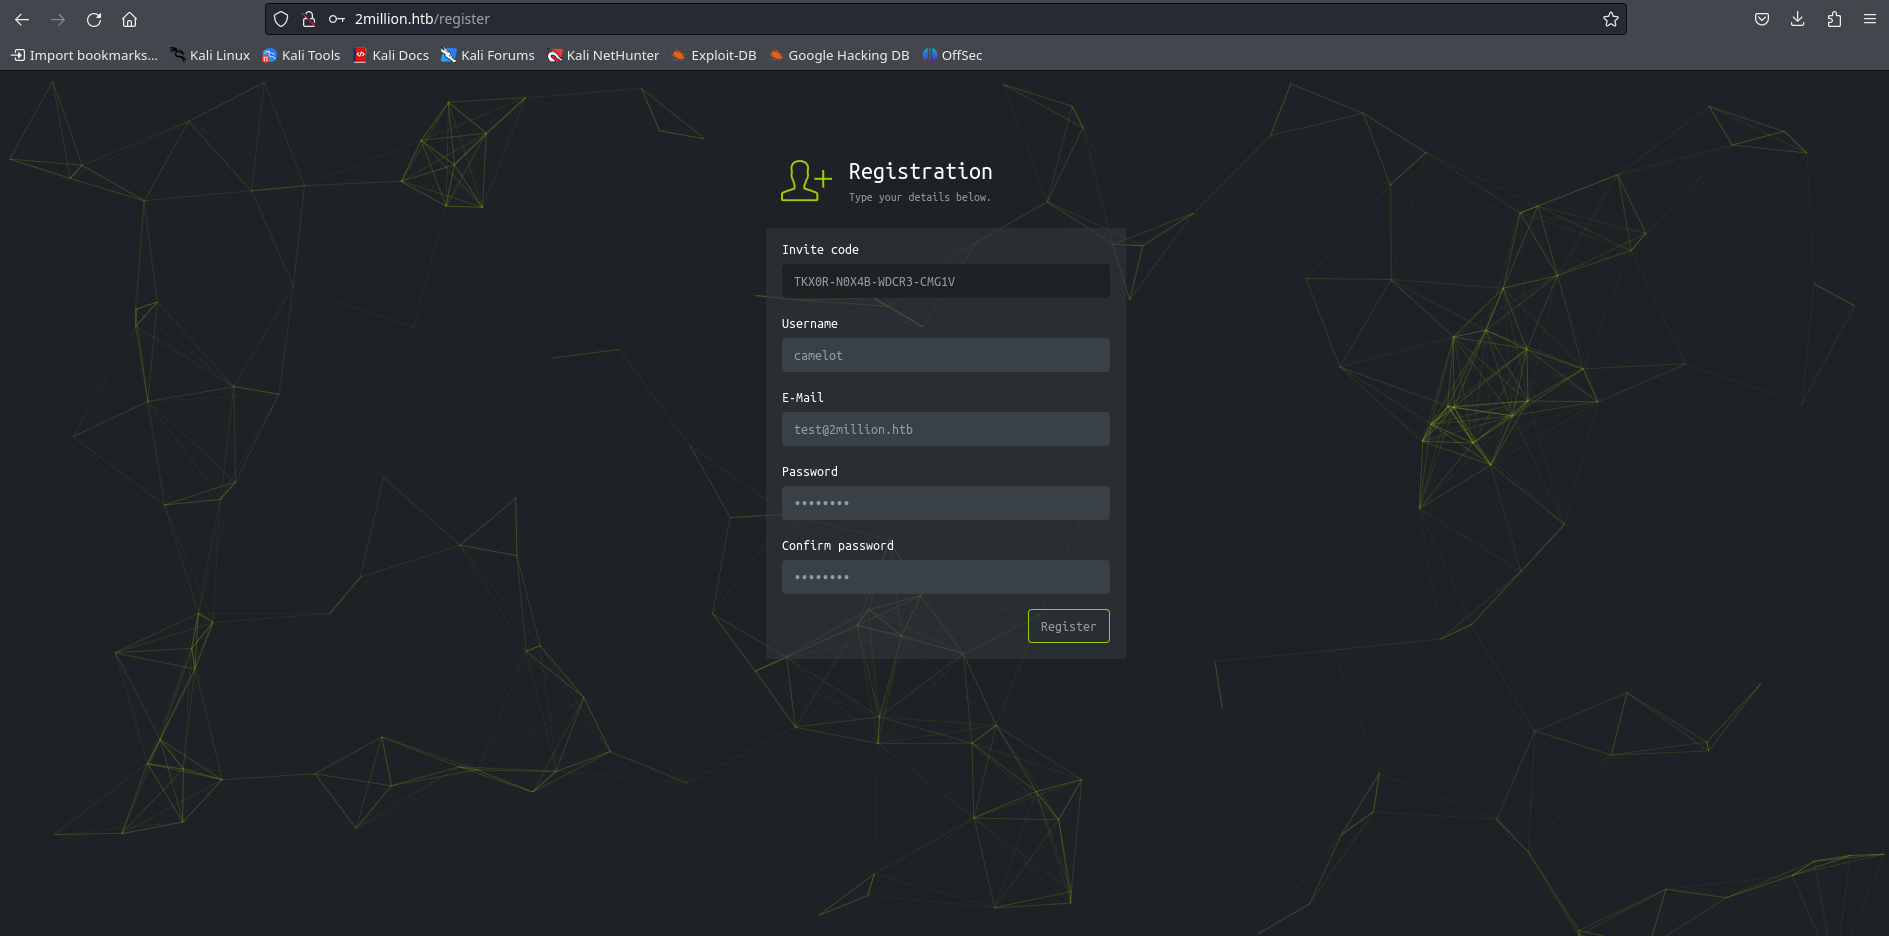 2million.htb/register
Import bookmarks... Kali Linux Kali Tools Kali Docs Kali Forums Kali NetHunter Exploit-DB Google Hacking DB OffSec
Registration
Type your details below.
Invite code
TKX0R-N0X4B-WDCR3-CMG1V
Username
camelot
E-Mail
test@2million.htb
Password
••••••••
Confirm password
••••••••
Register